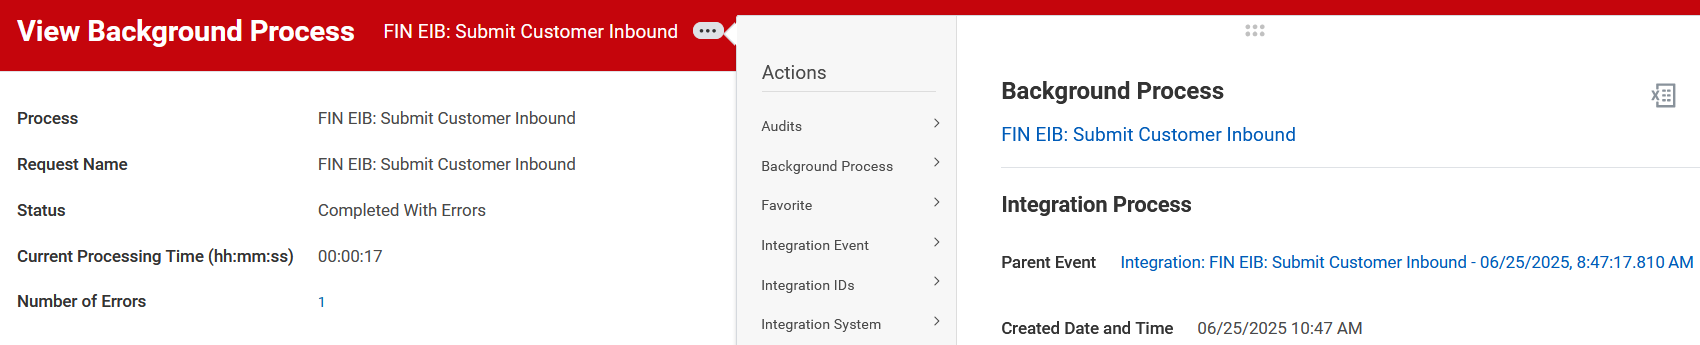 View Background Process
FIN EIB: Submit Customer Inbound
Process FIN EIB: Submit Customer Inbound
Request Name FIN EIB: Submit Customer Inbound
Status Completed With Errors
Current Processing Time (hh:mm:ss) 00:00:17
Number of Errors 1
Actions
Audits
Background Process
Favorite
Integration Event
Integration IDs
Integration System
Background Process
FIN EIB: Submit Customer Inbound
Integration Process
Parent Event Integration: FIN EIB: Submit Customer Inbound - 06/25/2025, 8:47:17.810 AM
Created Date and Time 06/25/2025 10:47 AM